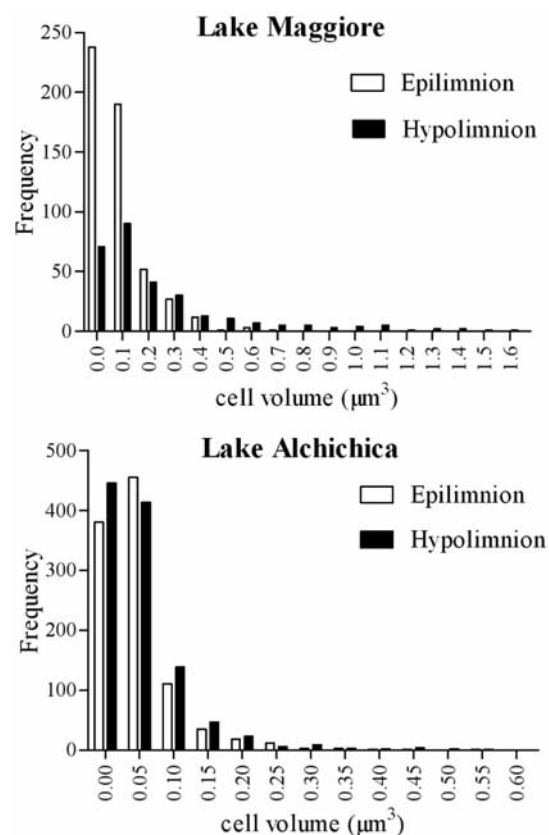 Lake Maggiore
250
200
150
100
50
0
Frequency
Epilimnion
Hypolimnion
0.0 0.1 0.2 0.3 0.4 0.5 0.6 0.7 0.8 0.9 1.0 1.1 1.2 1.3 1.4 1.5 1.6
cell volume (μm³)
Lake Alchichica
500
400
300
200
100
0
Frequency
Epilimnion
Hypolimnion
0.00 0.05 0.10 0.15 0.20 0.25 0.30 0.35 0.40 0.45 0.50 0.55 0.60
cell volume (μm³)